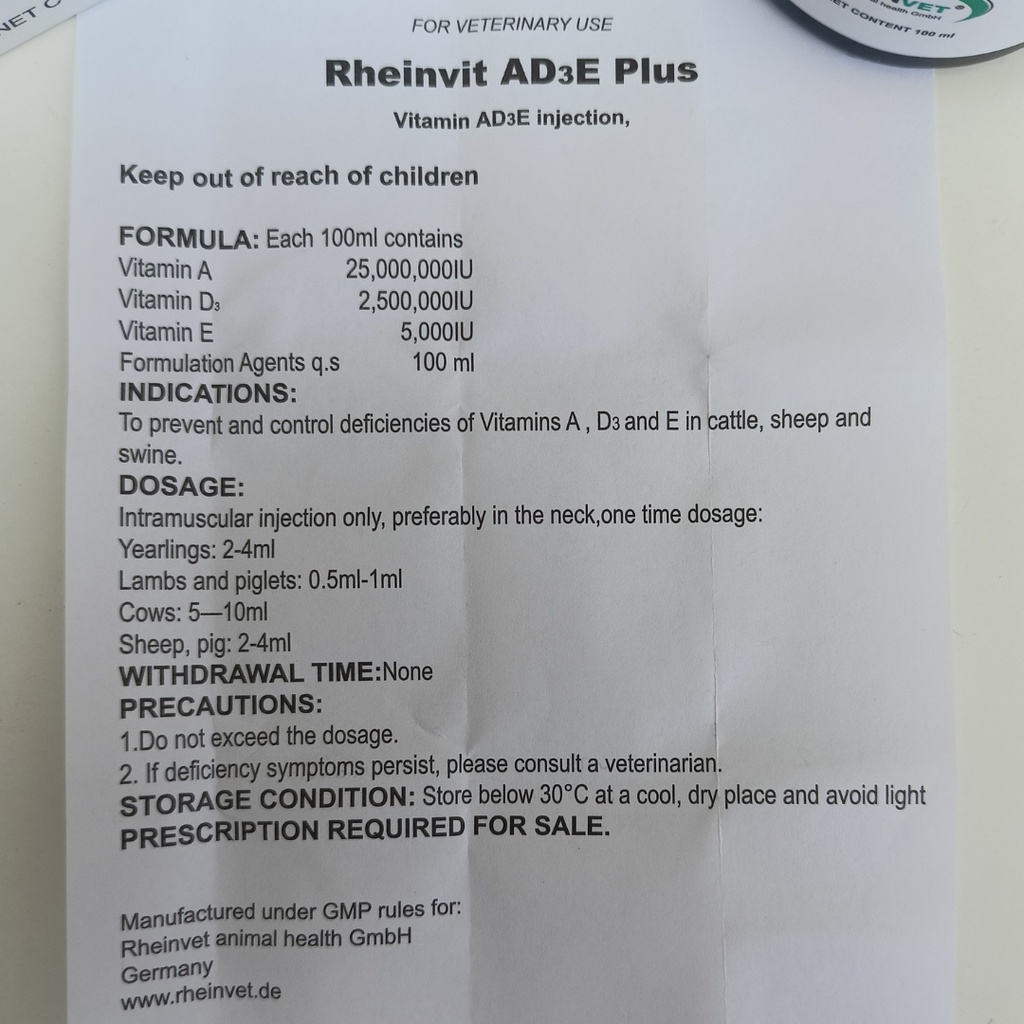 NET C
VET®
al health GmbH
ET CONTENT 100 ml
FOR VETERINARY USE
Rheinvit AD3E Plus
Vitamin AD3E injection,
Keep out of reach of children
FORMULA: Each 100ml contains
Vitamin A 25,000,000IU
Vitamin D3 2,500,000IU
Vitamin E 5,000IU
Formulation Agents q.s 100 ml
INDICATIONS:
To prevent and control deficiencies of Vitamins A , D3 and E in cattle, sheep and
swine.
DOSAGE:
Intramuscular injection only, preferably in the neck,one time dosage:
Yearlings: 2-4ml
Lambs and piglets: 0.5ml-1ml
Cows: 5—10ml
Sheep, pig: 2-4ml
WITHDRAWAL TIME:None
PRECAUTIONS:
1.Do not exceed the dosage.
2. If deficiency symptoms persist, please consult a veterinarian.
STORAGE CONDITION: Store below 30°C at a cool, dry place and avoid light
PRESCRIPTION REQUIRED FOR SALE.
Manufactured under GMP rules for:
Rheinvet animal health GmbH
Germany
www.rheinvet.de